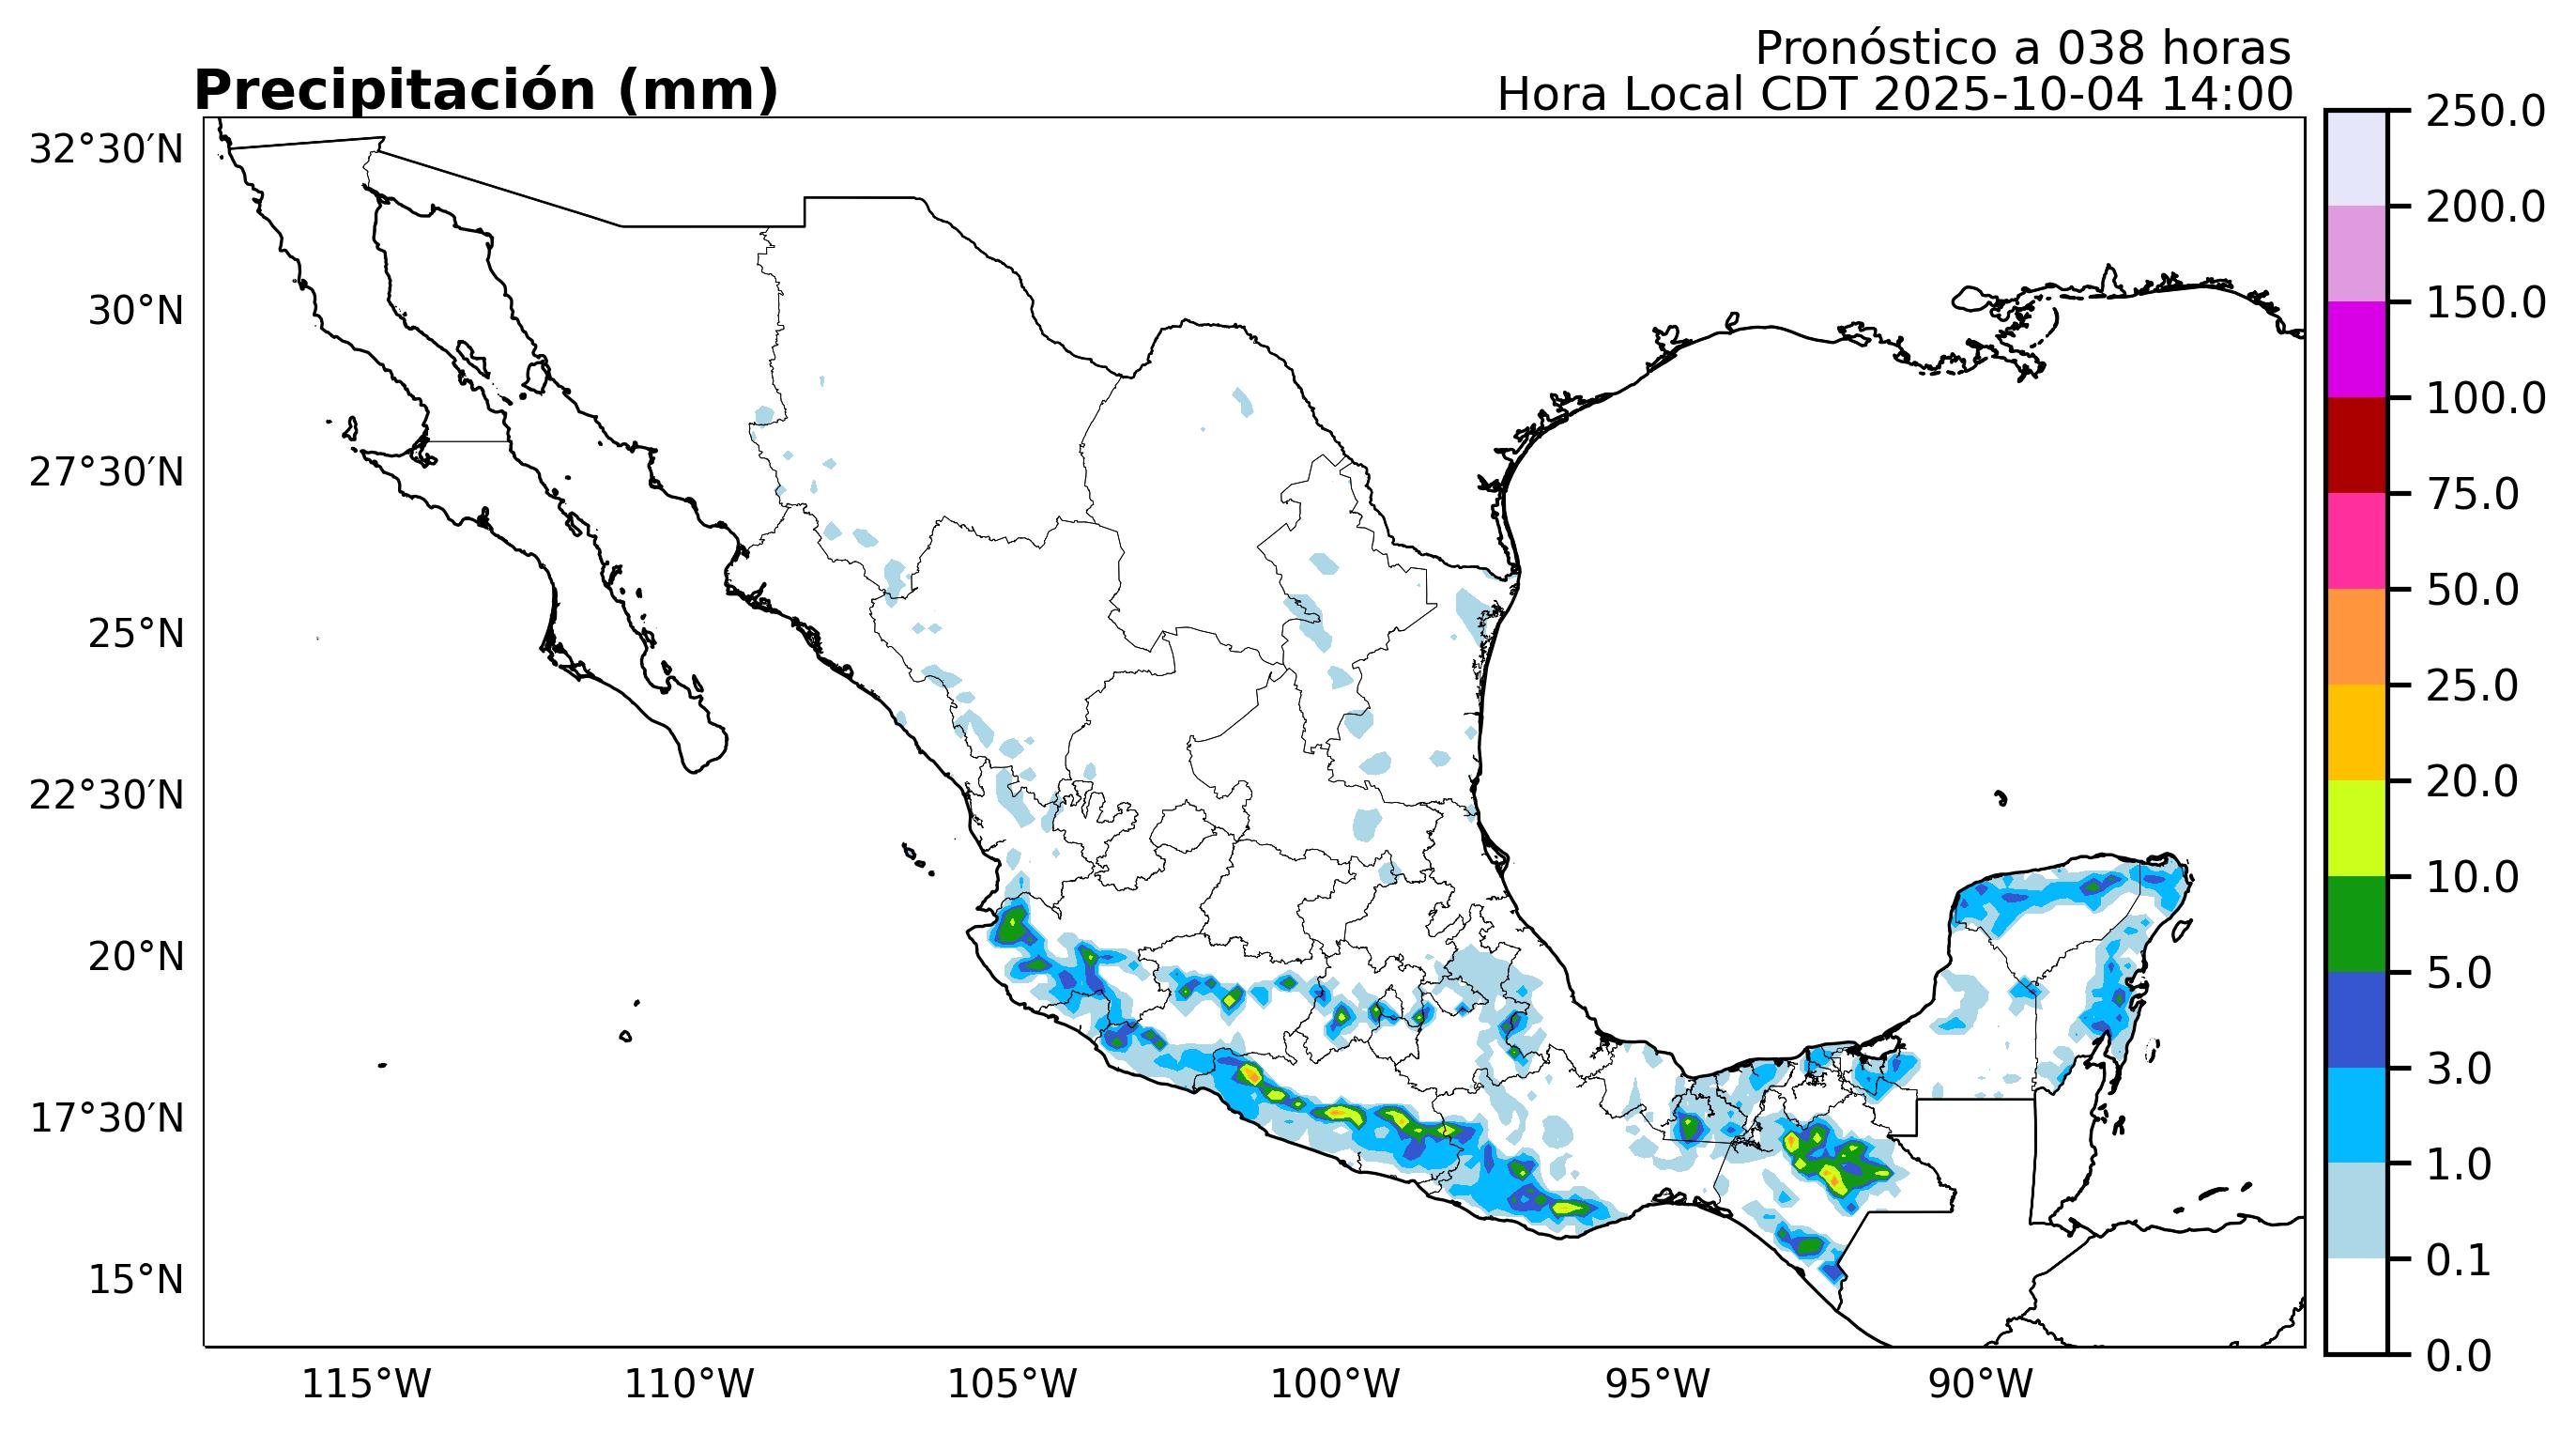 Pronóstico a 038 horas
Precipitación (mm)
Hora Local CDT 2025-10-04 14:00
32°30′N
30°N
27°30′N
25°N
22°30′N
20°N
17°30′N
15°N
115°W
110°W
105°W
100°W
95°W
90°W
250.0
200.0
150.0
100.0
75.0
50.0
25.0
20.0
10.0
5.0
3.0
1.0
0.1
0.0